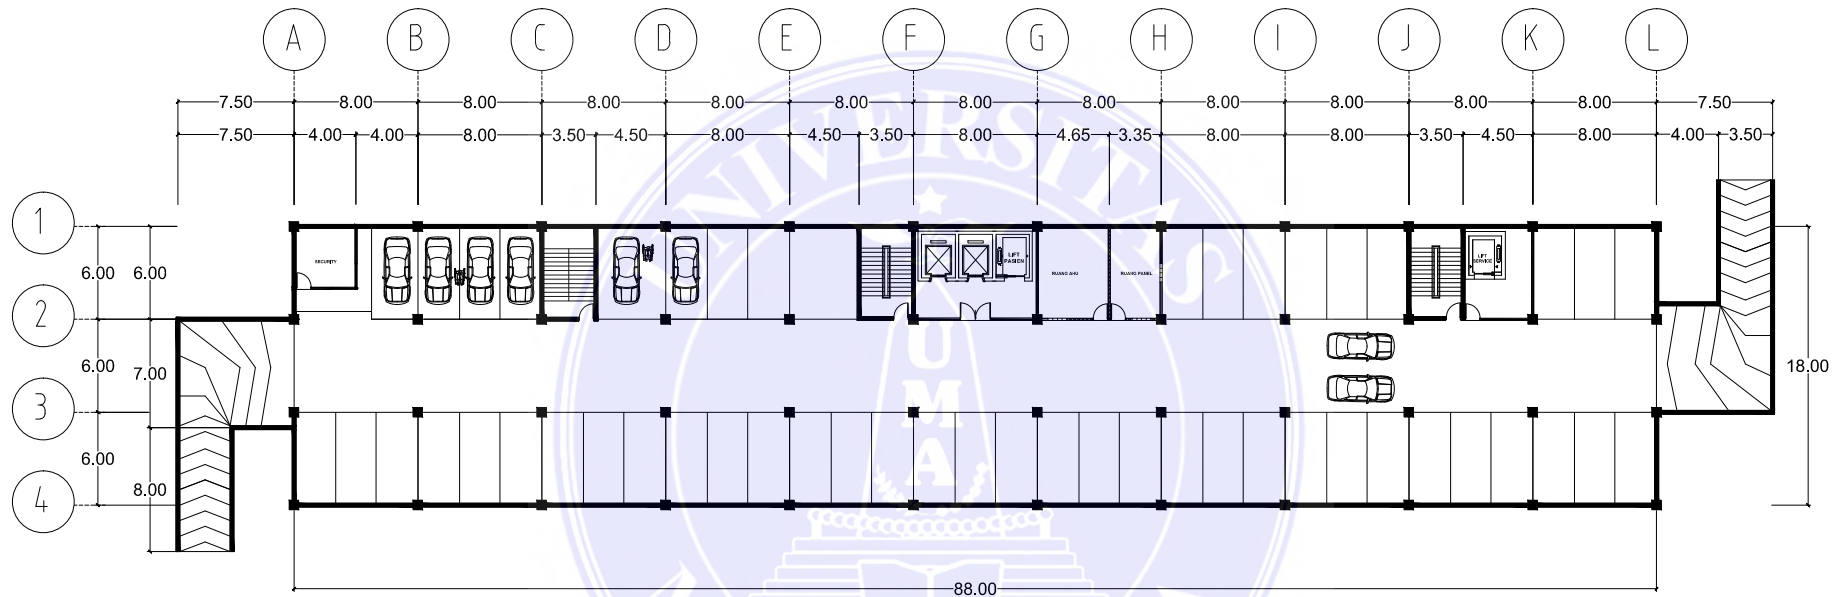 A B C D E F G H I J K L
7.50 8.00 8.00 8.00 8.00 8.00 8.00 8.00 8.00 8.00 8.00 8.00 7.50
7.50 4.00 4.00 8.00 3.50 4.50 8.00 4.50 3.50 8.00 4.65 3.35 8.00 8.00 3.50 4.50 8.00 4.00 3.50
UNIVERSITAS
1
6.00 6.00
SECURITY
LIFT
PASIEN
RUANG AHU
RUANG PANEL
LIFT
SERVICE
2
6.00 7.00
18.00
3
6.00
8.00
4
UMA
88.00